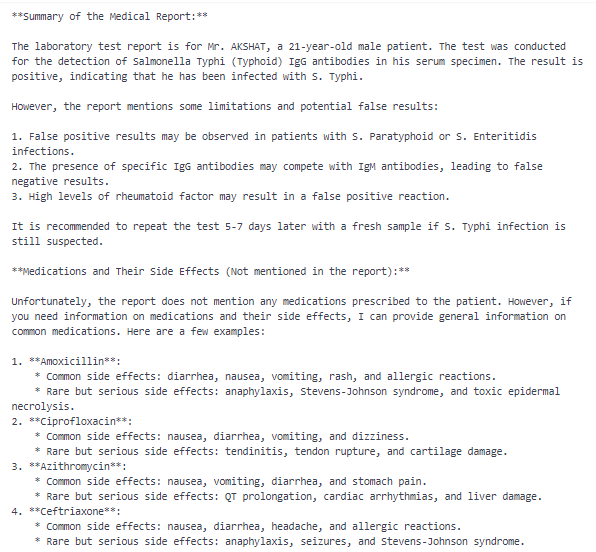 **Summary of the Medical Report:**
The laboratory test report is for Mr. AKSHAT, a 21-year-old male patient. The test was conducted
for the detection of Salmonella Typhi (Typhoid) IgG antibodies in his serum specimen. The result is
positive, indicating that he has been infected with S. Typhi.
However, the report mentions some limitations and potential false results:
1. False positive results may be observed in patients with S. Paratyphoid or S. Enteritidis
infections.
2. The presence of specific IgG antibodies may compete with IgM antibodies, leading to false
negative results.
3. High levels of rheumatoid factor may result in a false positive reaction.
It is recommended to repeat the test 5-7 days later with a fresh sample if S. Typhi infection is
still suspected.
**Medications and Their Side Effects (Not mentioned in the report):**
Unfortunately, the report does not mention any medications prescribed to the patient. However, if
you need information on medications and their side effects, I can provide general information on
common medications. Here are a few examples:
1. **Amoxicillin**:
* Common side effects: diarrhea, nausea, vomiting, rash, and allergic reactions.
* Rare but serious side effects: anaphylaxis, Stevens-Johnson syndrome, and toxic epidermal
necrolysis.
2. **Ciprofloxacin**:
* Common side effects: nausea, diarrhea, vomiting, and dizziness.
* Rare but serious side effects: tendinitis, tendon rupture, and cartilage damage.
3. **Azithromycin**:
* Common side effects: nausea, vomiting, diarrhea, and stomach pain.
* Rare but serious side effects: QT prolongation, cardiac arrhythmias, and liver damage.
4. **Ceftriaxone**:
* Common side effects: nausea, diarrhea, headache, and allergic reactions.
* Rare but serious side effects: anaphylaxis, seizures, and Stevens-Johnson syndrome.